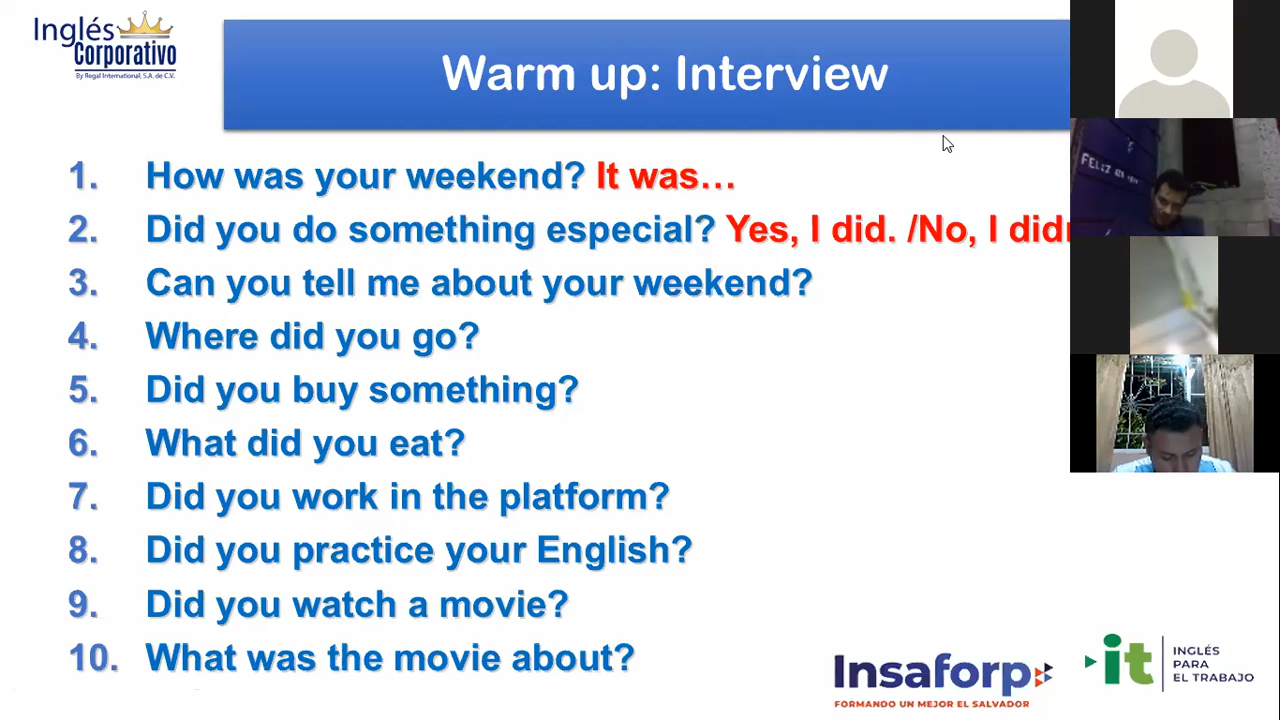 Inglés
Corporativo
By Regal International, S.A. de C.V.
Warm up: Interview
1. How was your weekend? It was…
2. Did you do something especial? Yes, I did. /No, I didn
3. Can you tell me about your weekend?
4. Where did you go?
5. Did you buy something?
6. What did you eat?
7. Did you work in the platform?
8. Did you practice your English?
9. Did you watch a movie?
10. What was the movie about?
FELIZ
Insaforp
FORMANDO UN MEJOR EL SALVADOR
it
INGLÉS
PARA
EL TRABAJO